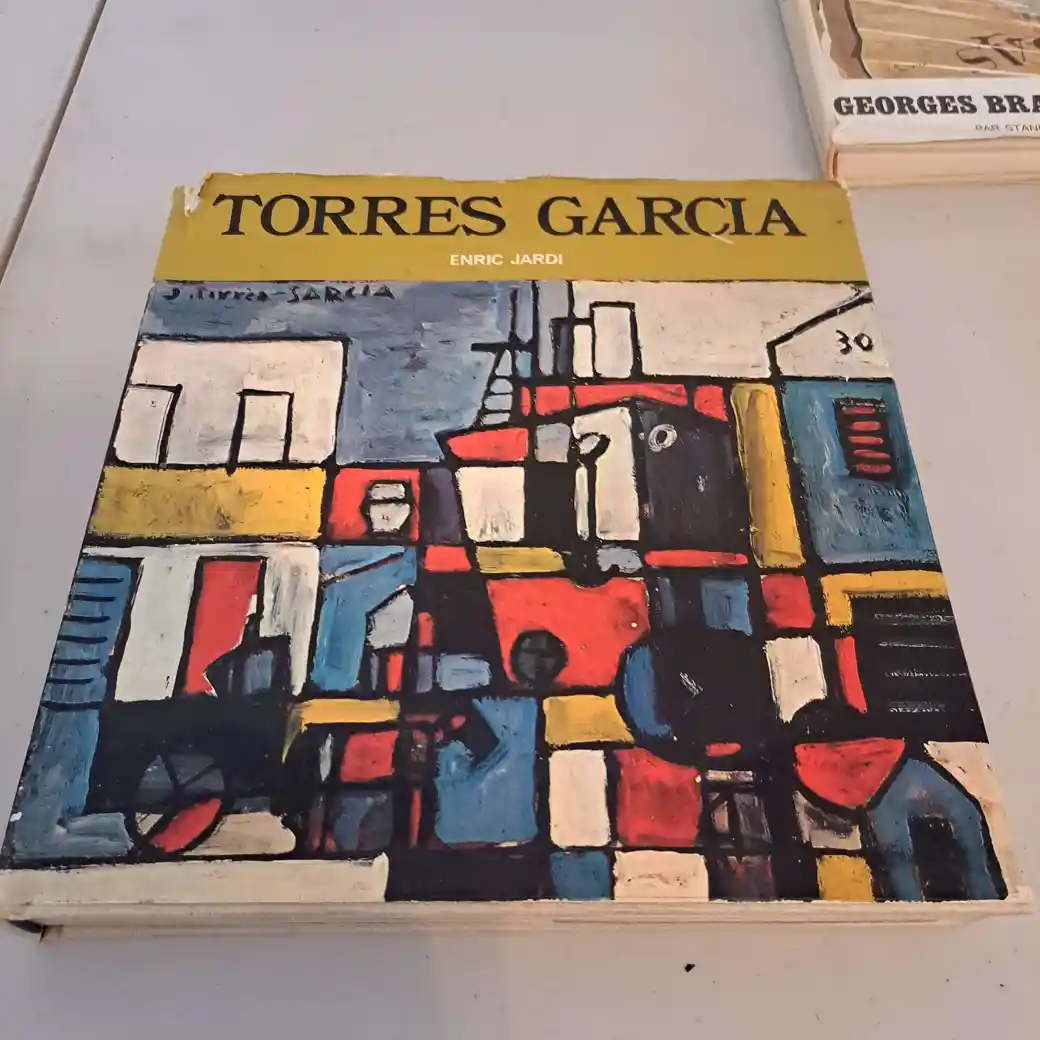 GEORGES BRA
PAR STAN
TORRES GARCIA
ENRIC JARDI
J. Torres-GARCIA
30